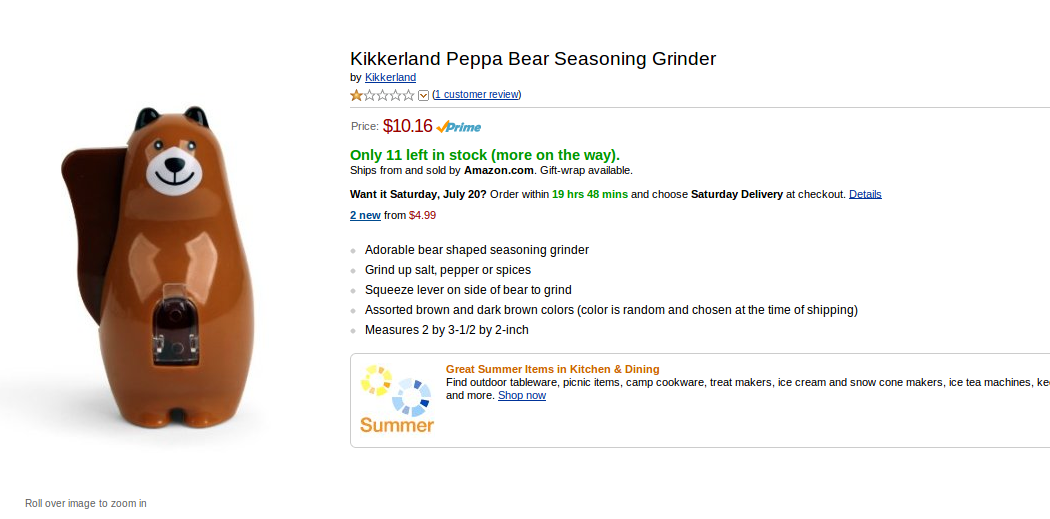 Kikkerland Peppa Bear Seasoning Grinder
by Kikkerland
(1 customer review)
Price: $10.16 Prime
Only 11 left in stock (more on the way).
Ships from and sold by Amazon.com. Gift-wrap available.
Want it Saturday, July 20? Order within 19 hrs 48 mins and choose Saturday Delivery at checkout. Details
2 new from $4.99
Adorable bear shaped seasoning grinder
Grind up salt, pepper or spices
Squeeze lever on side of bear to grind
Assorted brown and dark brown colors (color is random and chosen at the time of shipping)
Measures 2 by 3-1/2 by 2-inch
Great Summer Items in Kitchen & Dining
Find outdoor tableware, picnic items, camp cookware, treat makers, ice cream and snow cone makers, ice tea machines,
and more. Shop now
Summer
Roll over image to zoom in